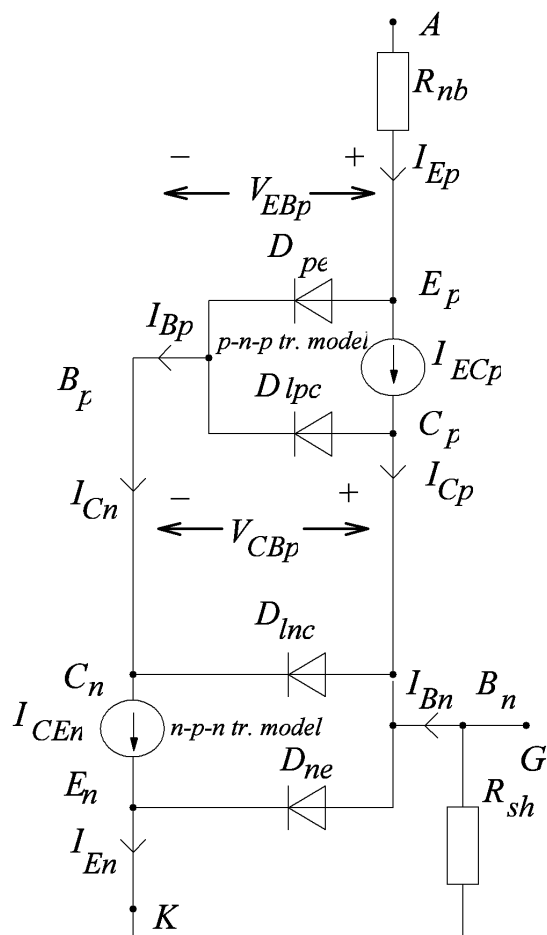 A
R_nb
− +
I_Ep
V_EBp
D_pe
E_p
I_Bp
p-n-p tr. model
I_ECp
B_p
D_lpc
C_p
I_Cn
− +
I_Cp
V_CBp
D_lnc
C_n
I_Bn
B_n
I_CEn
n-p-n tr. model
G
D_ne
E_n
R_sh
I_En
K